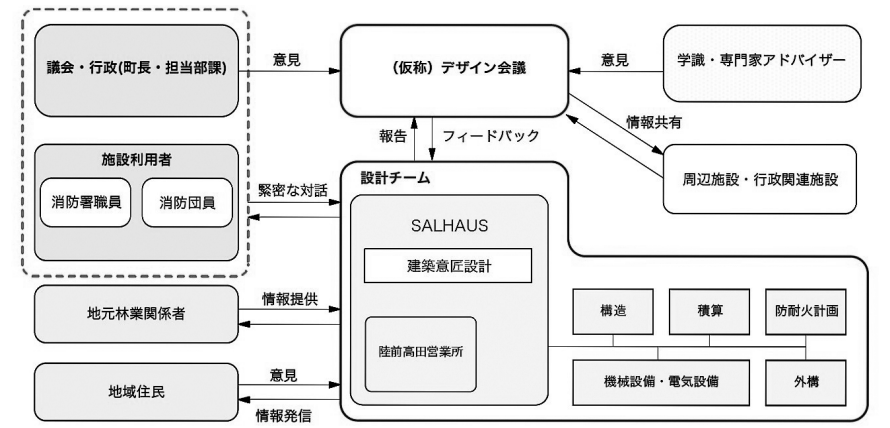 議会・行政(町長・担当部課)
意見
(仮称) デザイン会議
意見
学識・専門家アドバイザー
情報共有
報告
フィードバック
施設利用者
消防署職員
消防団員
緊密な対話
設計チーム
周辺施設・行政関連施設
SALHAUS
建築意匠設計
地元林業関係者
情報提供
構造
積算
防耐火計画
陸前高田営業所
機械設備・電気設備
外構
地域住民
意見
情報発信